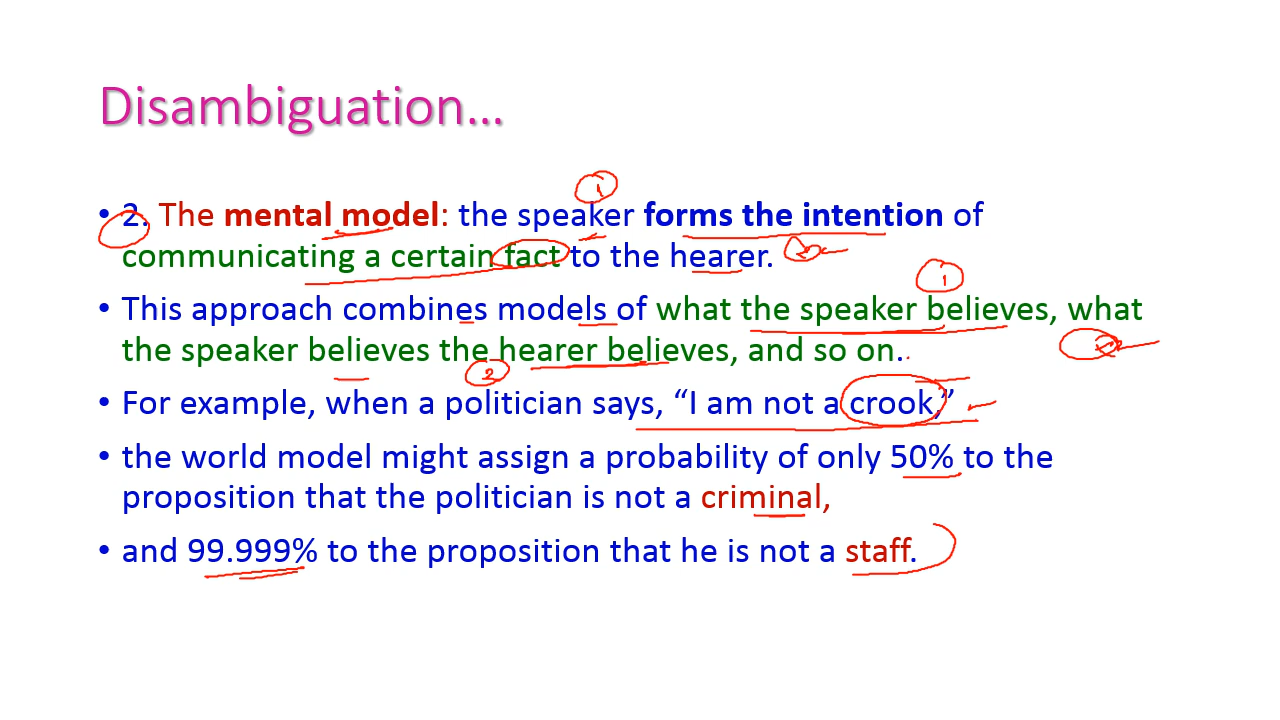 Disambiguation...
• 2. The mental model: the speaker forms the intention of
communicating a certain fact to the hearer.
• This approach combines models of what the speaker believes, what
the speaker believes the hearer believes, and so on.
• For example, when a politician says, “I am not a crook,”
• the world model might assign a probability of only 50% to the
proposition that the politician is not a criminal,
• and 99.999% to the proposition that he is not a staff.
1
1
2